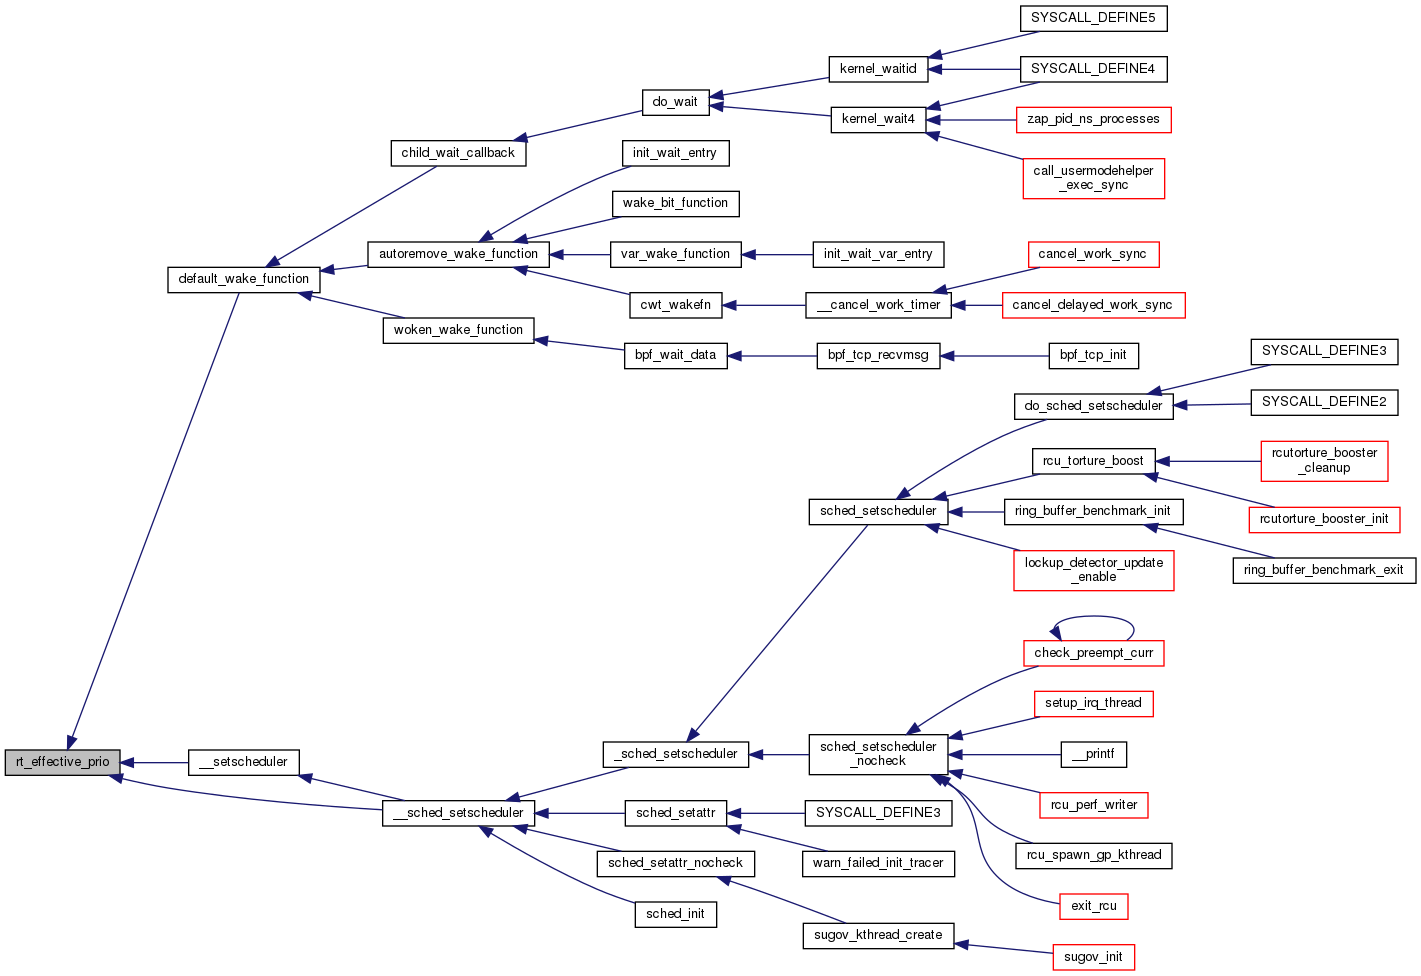 SYSCALL_DEFINE5
kernel_waitid
SYSCALL_DEFINE4
do_wait
kernel_wait4
zap_pid_ns_processes
child_wait_callback
init_wait_entry
call_usermodehelper
_exec_sync
wake_bit_function
autoremove_wake_function
var_wake_function
init_wait_var_entry
cancel_work_sync
default_wake_function
cwt_wakefn
__cancel_work_timer
cancel_delayed_work_sync
woken_wake_function
bpf_wait_data
bpf_tcp_recvmsg
bpf_tcp_init
SYSCALL_DEFINE3
do_sched_setscheduler
SYSCALL_DEFINE2
rcu_torture_boost
rcutorture_booster
_cleanup
sched_setscheduler
ring_buffer_benchmark_init
rcutorture_booster_init
lockup_detector_update
_enable
ring_buffer_benchmark_exit
check_preempt_curr
setup_irq_thread
rt_effective_prio
__setscheduler
_sched_setscheduler
sched_setscheduler
_nocheck
__printf
rcu_perf_writer
__sched_setscheduler
sched_setattr
SYSCALL_DEFINE3
sched_setattr_nocheck
warn_failed_init_tracer
rcu_spawn_gp_kthread
sched_init
exit_rcu
sugov_kthread_create
sugov_init